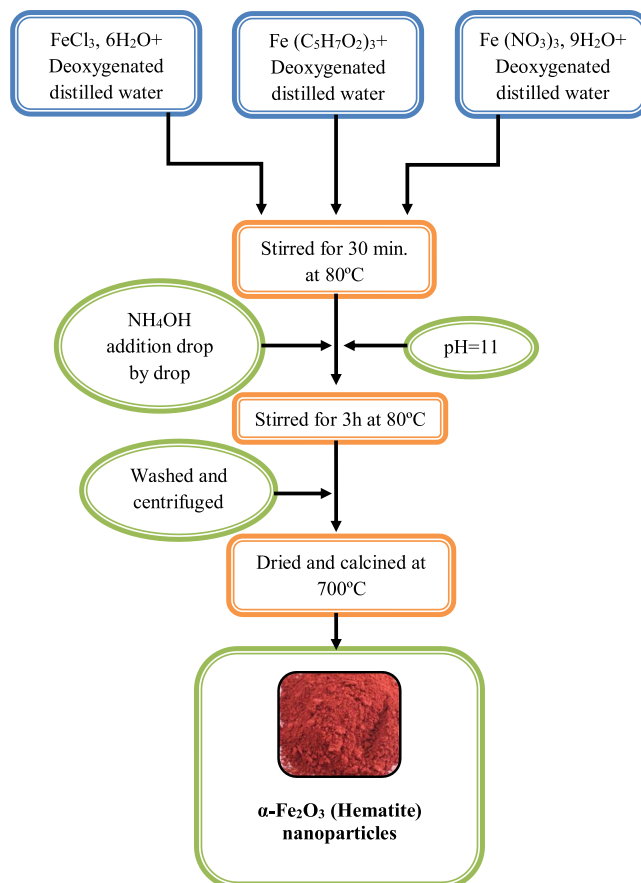 FeCl₃, 6H₂O+
Deoxygenated
distilled water
Fe (C₅H₇O₂)₃+
Deoxygenated
distilled water
Fe (NO₃)₃, 9H₂O+
Deoxygenated
distilled water
Stirred for 30 min.
at 80ºC
NH₄OH
addition drop
by drop
pH=11
Stirred for 3h at 80ºC
Washed and
centrifuged
Dried and calcined at
700ºC
α-Fe₂O₃ (Hematite)
nanoparticles